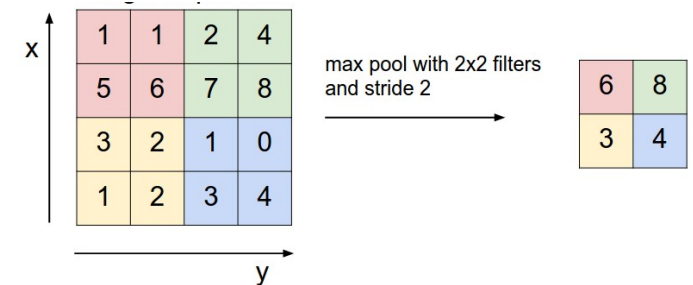 x
1 1 2 4
5 6 7 8
3 2 1 0
1 2 3 4
y
max pool with 2x2 filters
and stride 2
6 8
3 4